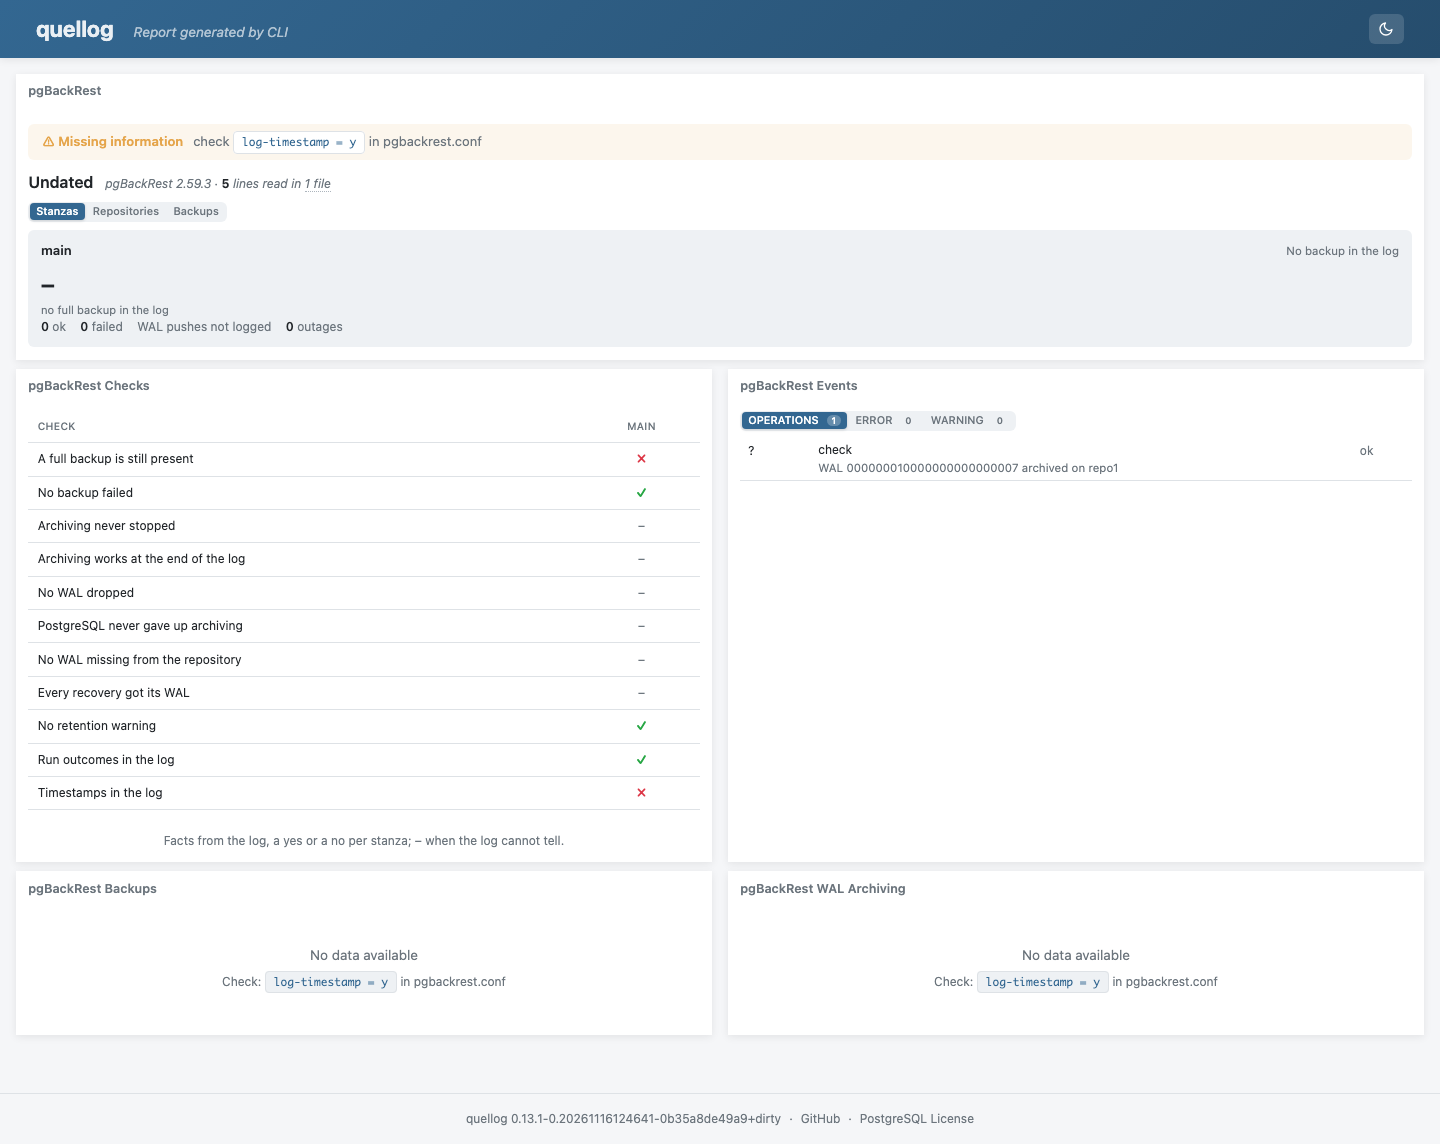 quellog Report generated by CLI
pgBackRest
Missing information check log-timestamp = y in pgbackrest.conf
Undated pgBackRest 2.59.3 · 5 lines read in 1 file
Stanzas Repositories Backups
main No backup in the log
–
no full backup in the log
0 ok 0 failed WAL pushes not logged 0 outages
pgBackRest Checks
CHECK MAIN
A full backup is still present ✕
No backup failed ✓
Archiving never stopped –
Archiving works at the end of the log –
No WAL dropped –
PostgreSQL never gave up archiving –
No WAL missing from the repository –
Every recovery got its WAL –
No retention warning ✓
Run outcomes in the log ✓
Timestamps in the log ✕
Facts from the log, a yes or a no per stanza; – when the log cannot tell.
pgBackRest Events
OPERATIONS 1 ERROR 0 WARNING 0
? check ok
WAL 000000010000000000000007 archived on repo1
pgBackRest Backups
No data available
Check: log-timestamp = y in pgbackrest.conf
pgBackRest WAL Archiving
No data available
Check: log-timestamp = y in pgbackrest.conf
quellog 0.13.1-0.20261116124641-0b35a8de49a9+dirty · GitHub · PostgreSQL License